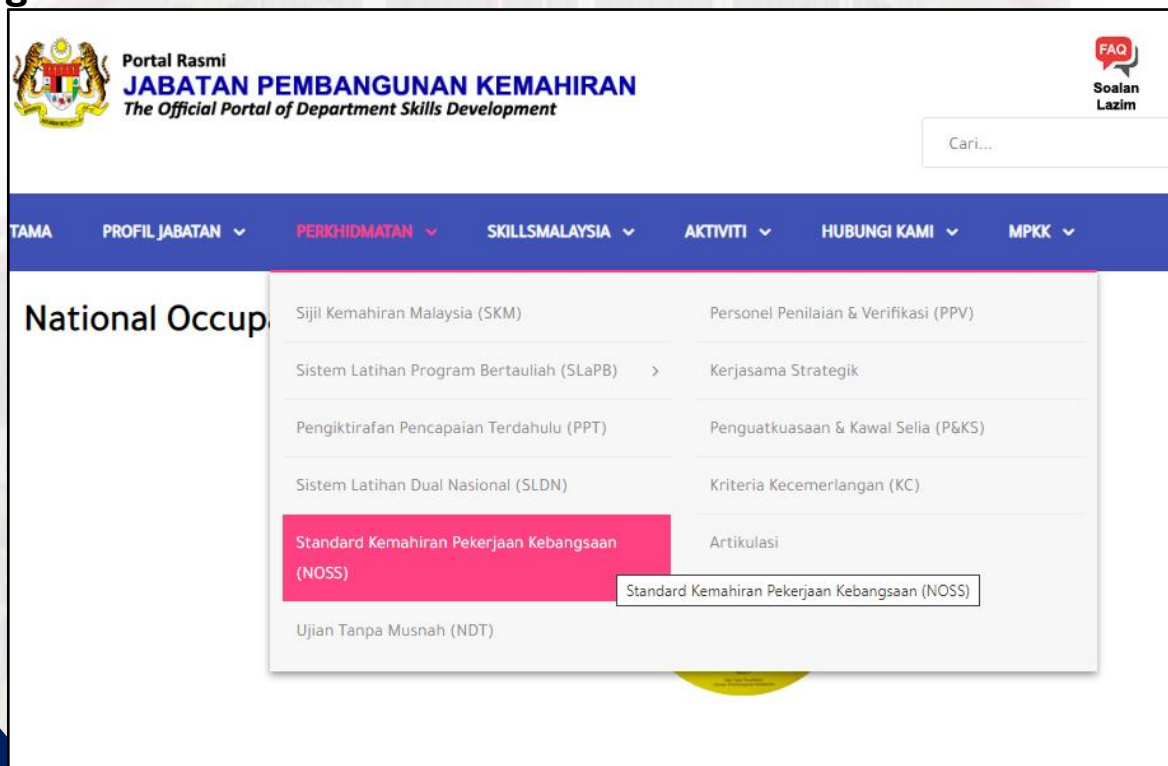 g
Portal Rasmi
JABATAN PEMBANGUNAN KEMAHIRAN
The Official Portal of Department Skills Development
FAQ
Soalan
Lazim
Cari...
TAMA PROFIL JABATAN PERKHIDMATAN SKILLSMALAYSIA AKTIVITI HUBUNGI KAMI MPKK
National Occup
Sijil Kemahiran Malaysia (SKM)
Sistem Latihan Program Bertauliah (SLaPB)
Pengiktirafan Pencapaian Terdahulu (PPT)
Sistem Latihan Dual Nasional (SLDN)
Standard Kemahiran Pekerjaan Kebangsaan
(NOSS)
Ujian Tanpa Musnah (NDT)
Personel Penilaian & Verifikasi (PPV)
Kerjasama Strategik
Penguatkuasaan & Kawal Selia (P&KS)
Kriteria Kecemerlangan (KC)
Artikulasi
Standard Kemahiran Pekerjaan Kebangsaan (NOSS)